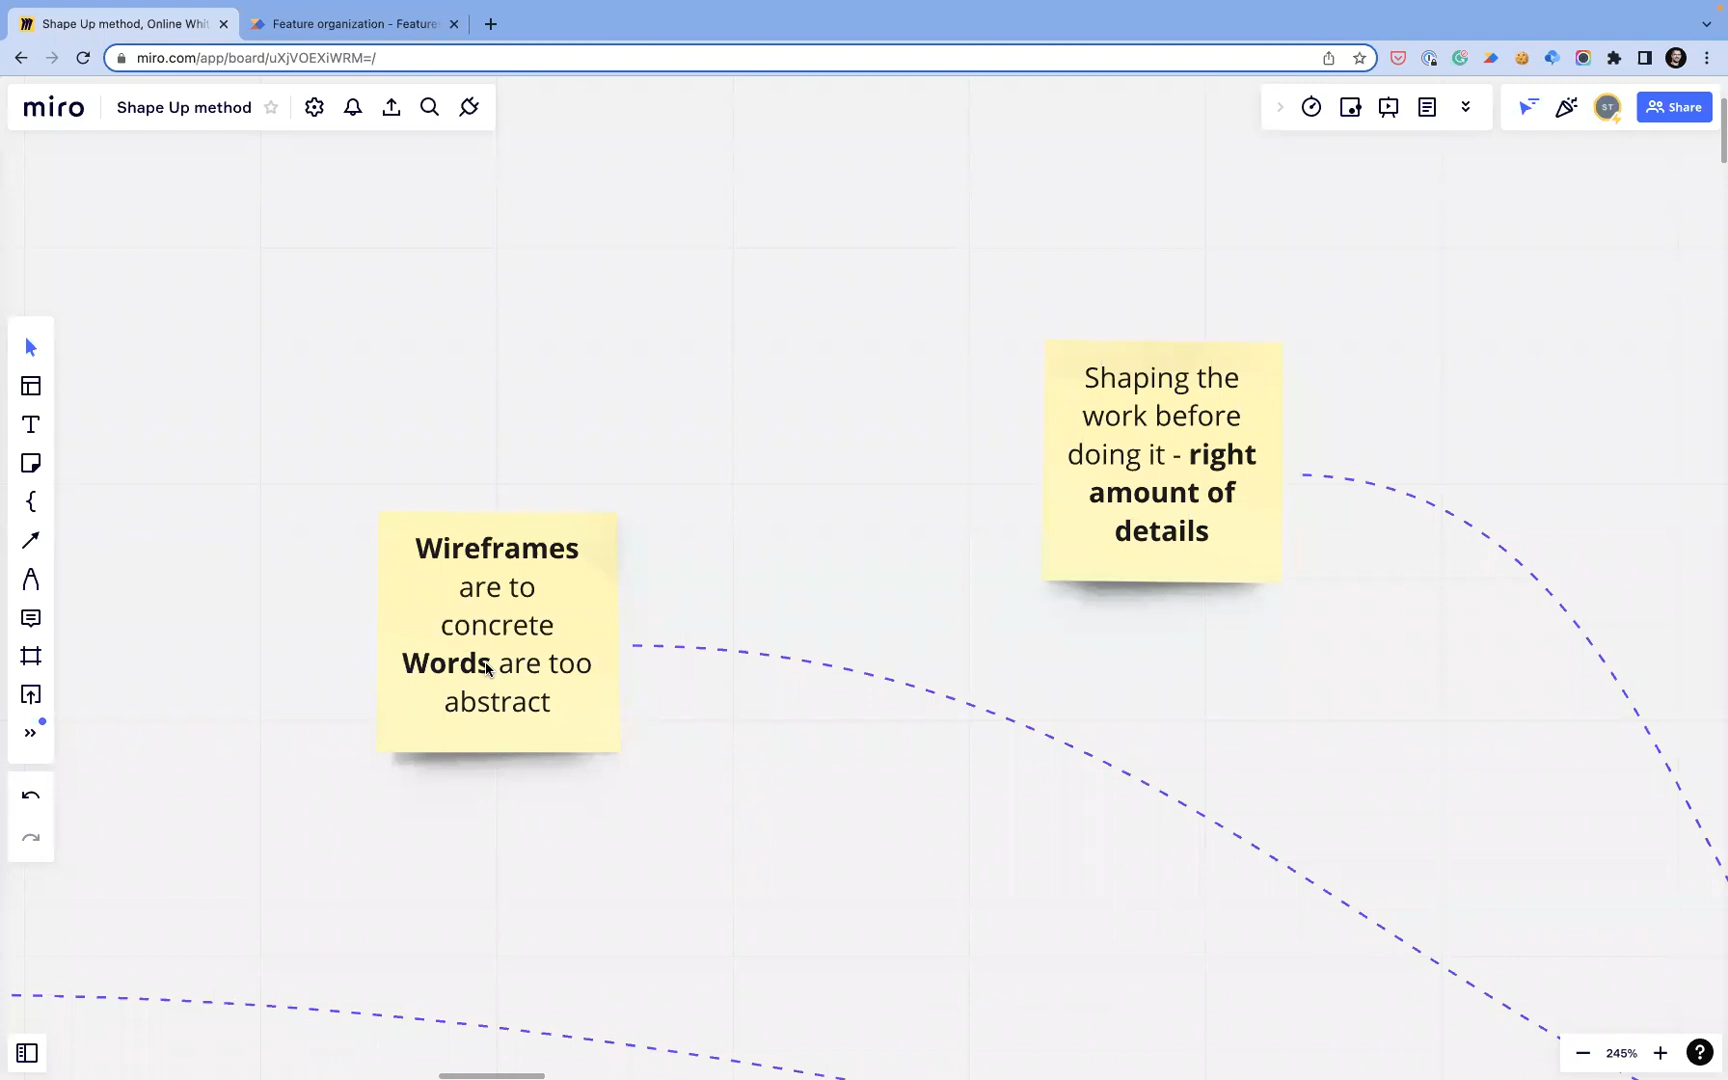 Shape Up method, Online Whi
Feature organization - Feature
miro.com/app/board/uXjVOEXiWRM=/
miro
Shape Up method
ST
Share
Shaping the
work before
doing it - right
amount of
details
Wireframes
are to
concrete
Words are too
abstract
245%